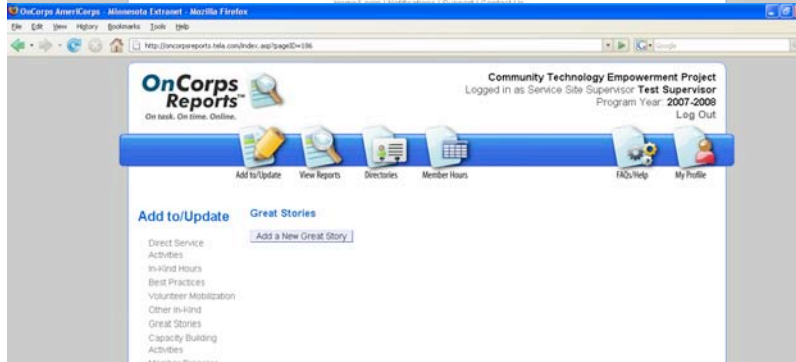 OnCorps AmeriCorps - Minnesota Extranet - Mozilla Firefox
File Edit View History Bookmarks Tools Help
http://oncorpsreports.tela.com/index.asp?pageID=186
Google
OnCorps
Reports™
On task. On time. Online.
Community Technology Empowerment Project
Logged in as Service Site Supervisor Test Supervisor
Program Year: 2007-2008
Log Out
Add to/Update View Reports Directories Member Hours FAQs/Help My Profile
Add to/Update
Great Stories
Add a New Great Story
Direct Service
Activities
In-Kind Hours
Best Practices
Volunteer Mobilization
Other In-Kind
Great Stories
Capacity Building
Activities